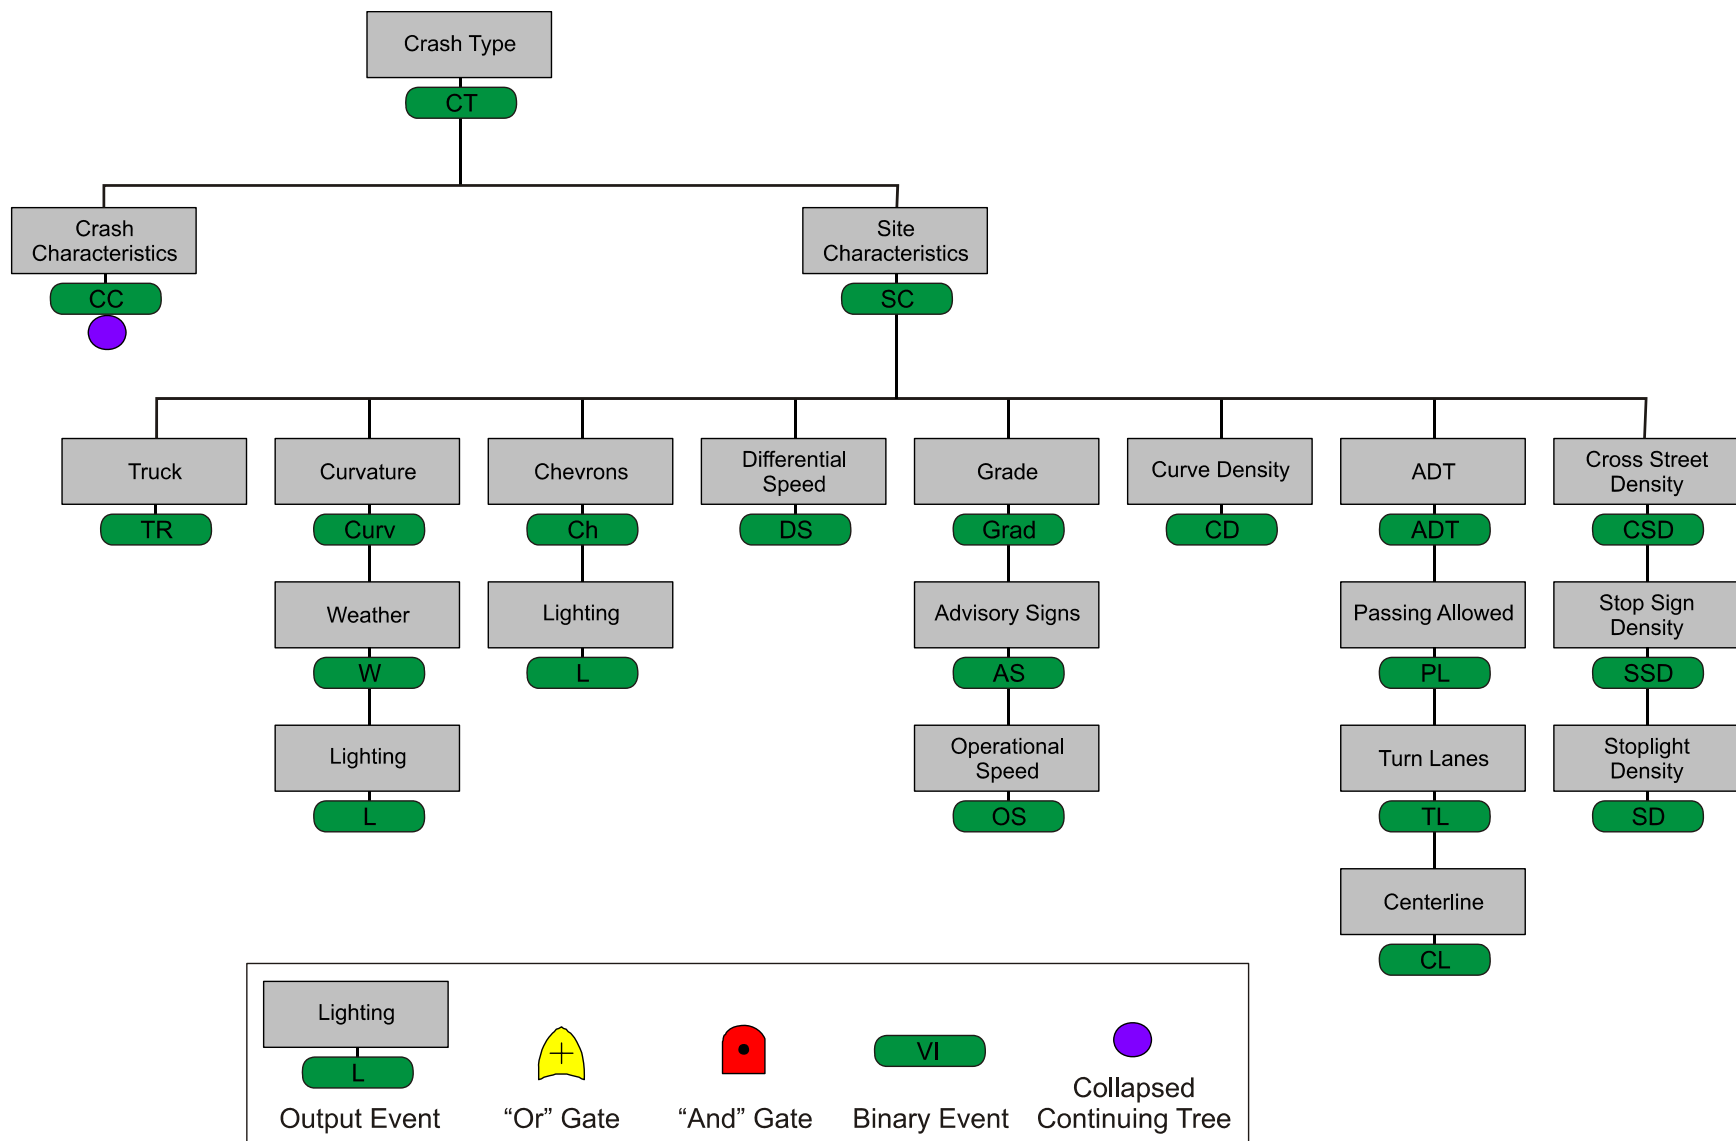 Crash Type
CT
Crash
Characteristics
CC
Site
Characteristics
SC
Truck
TR
Curvature
Curv
Weather
W
Lighting
L
Chevrons
Ch
Lighting
L
Differential
Speed
DS
Grade
Grad
Advisory Signs
AS
Operational
Speed
OS
Curve Density
CD
ADT
ADT
Passing Allowed
PL
Turn Lanes
TL
Centerline
CL
Cross Street
Density
CSD
Stop Sign
Density
SSD
Stoplight
Density
SD
Lighting
L
Output Event
“Or” Gate
“And” Gate
VI
Binary Event
Collapsed
Continuing Tree